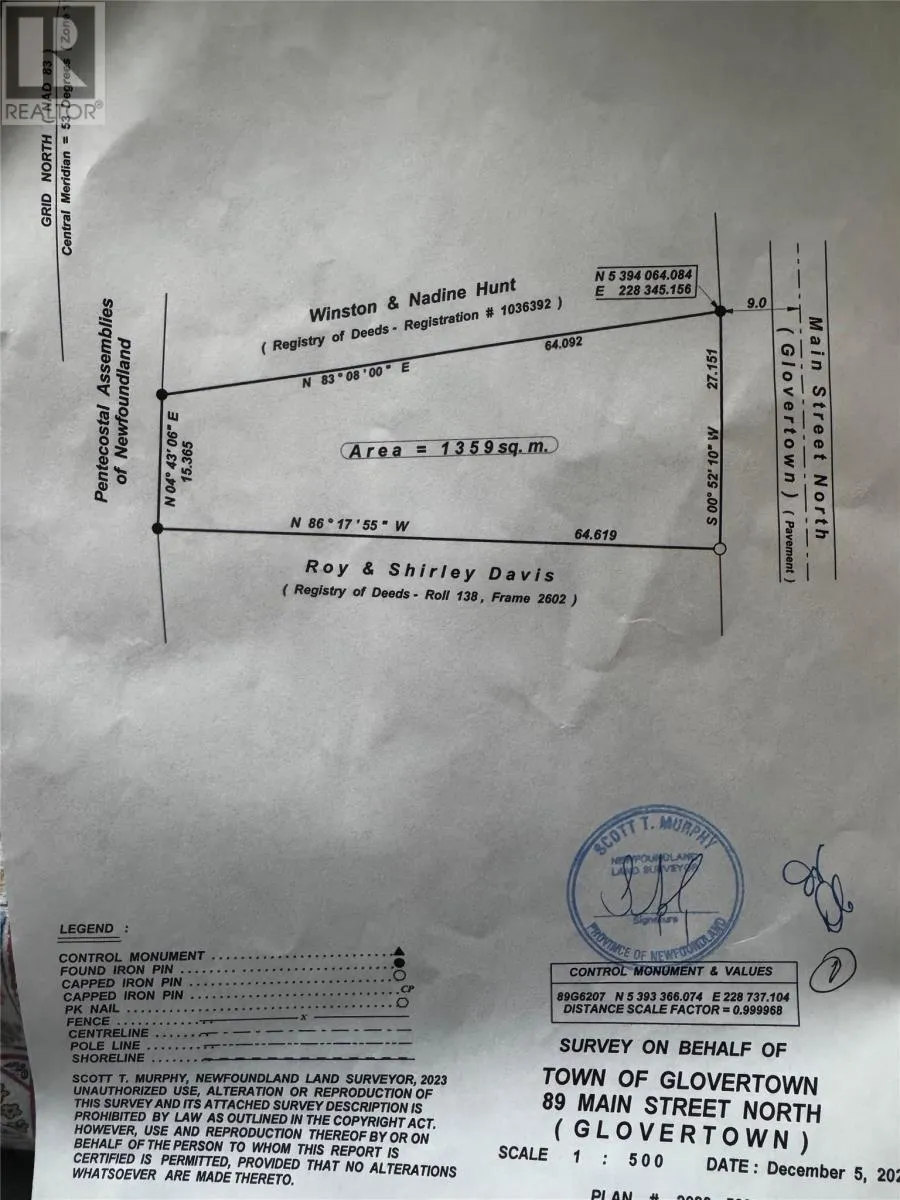 REALTOR®
GRID NORTH ( NAD 83 )
Central Meridian = 53 Degrees ( Zone
Pentecostal Assemblies
of Newfoundland
Winston & Nadine Hunt
( Registry of Deeds - Registration # 1036392 )
N 5 394 064.084
E 228 345.156
9.0
Main Street North
( Glovertown )
( Pavement )
N 83° 08' 00" E
64.092
27.151
S 00° 52' 10" W
N 04° 43' 06" E
15.365
Area = 1359 sq. m.
N 86° 17' 55" W
64.619
Roy & Shirley Davis
( Registry of Deeds - Roll 138, Frame 2602 )
SCOTT T. MURPHY
NEWFOUNDLAND
LAND SURVEYOR
Signature
PROVINCE OF NEWFOUNDLAND
LEGEND :
CONTROL MONUMENT
FOUND IRON PIN
CAPPED IRON PIN
CAPPED IRON PIN CP
PK NAIL
FENCE x
CENTRELINE
POLE LINE
SHORELINE
CONTROL MONUMENT & VALUES
89G6207 N 5 393 366.074 E 228 737.104
DISTANCE SCALE FACTOR = 0.999968
SCOTT T. MURPHY, NEWFOUNDLAND LAND SURVEYOR, 2023
UNAUTHORIZED USE, ALTERATION OR REPRODUCTION OF
THIS SURVEY AND ITS ATTACHED SURVEY DESCRIPTION IS
PROHIBITED BY LAW AS OUTLINED IN THE COPYRIGHT ACT.
HOWEVER, USE AND REPRODUCTION THEREOF BY OR ON
BEHALF OF THE PERSON TO WHOM THIS REPORT IS
CERTIFIED IS PERMITTED, PROVIDED THAT NO ALTERATIONS
WHATSOEVER ARE MADE THERETO.
SURVEY ON BEHALF OF
TOWN OF GLOVERTOWN
89 MAIN STREET NORTH
( GLOVERTOWN )
SCALE 1 : 500 DATE : December 5, 202
PLAN #